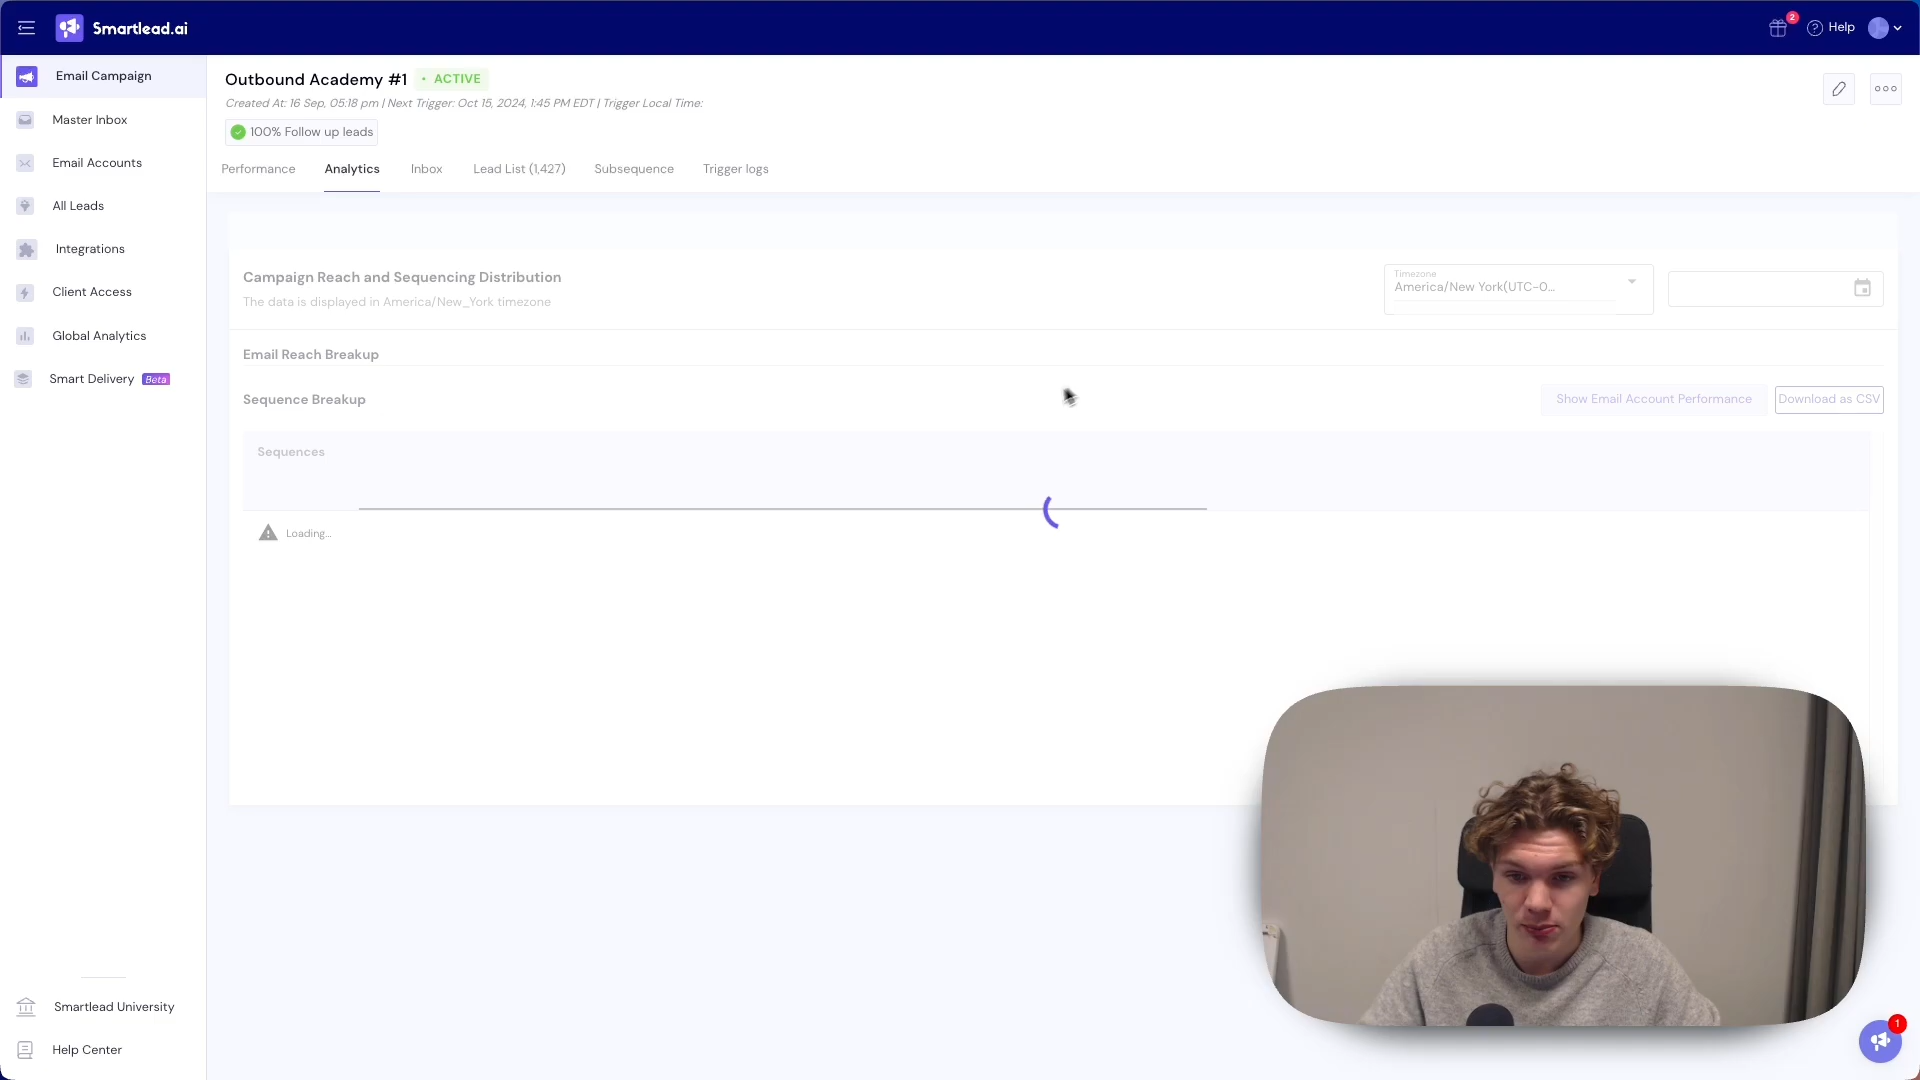 Smartlead.ai
2
Help
Email Campaign
Master Inbox
Email Accounts
All Leads
Integrations
Client Access
Global Analytics
Smart Delivery Beta
Smartlead University
Help Center
Outbound Academy #1 • ACTIVE
Created At: 16 Sep, 05:18 pm | Next Trigger: Oct 15, 2024, 1:45 PM EDT | Trigger Local Time:
100% Follow up leads
Performance Analytics Inbox Lead List (1,427) Subsequence Trigger logs
Campaign Reach and Sequencing Distribution
The data is displayed in America/New_York timezone
Timezone
America/New York(UTC-0...
Email Reach Breakup
Sequence Breakup
Show Email Account Performance Download as CSV
Sequences
Loading...
1